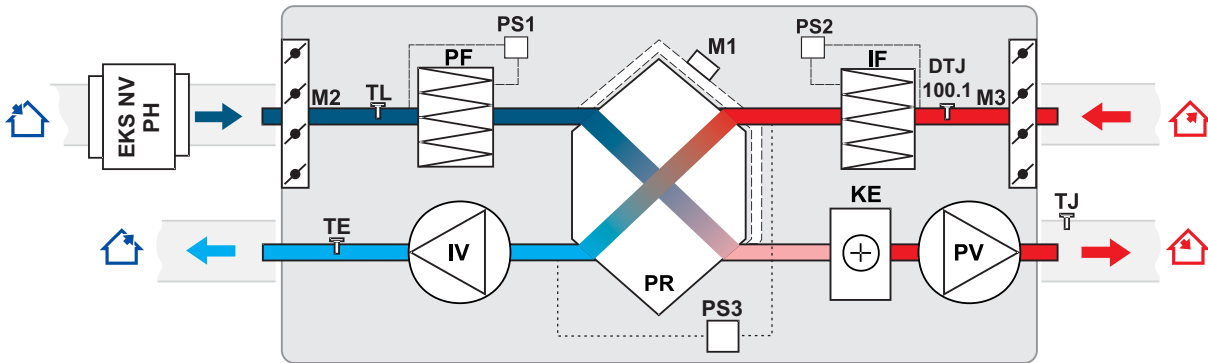 PS1
PS2
PF
M1
IF
DTJ
100.1
TL
M2
M3
EKS NV
PH
KE
TJ
TE
IV
PV
PR
PS3